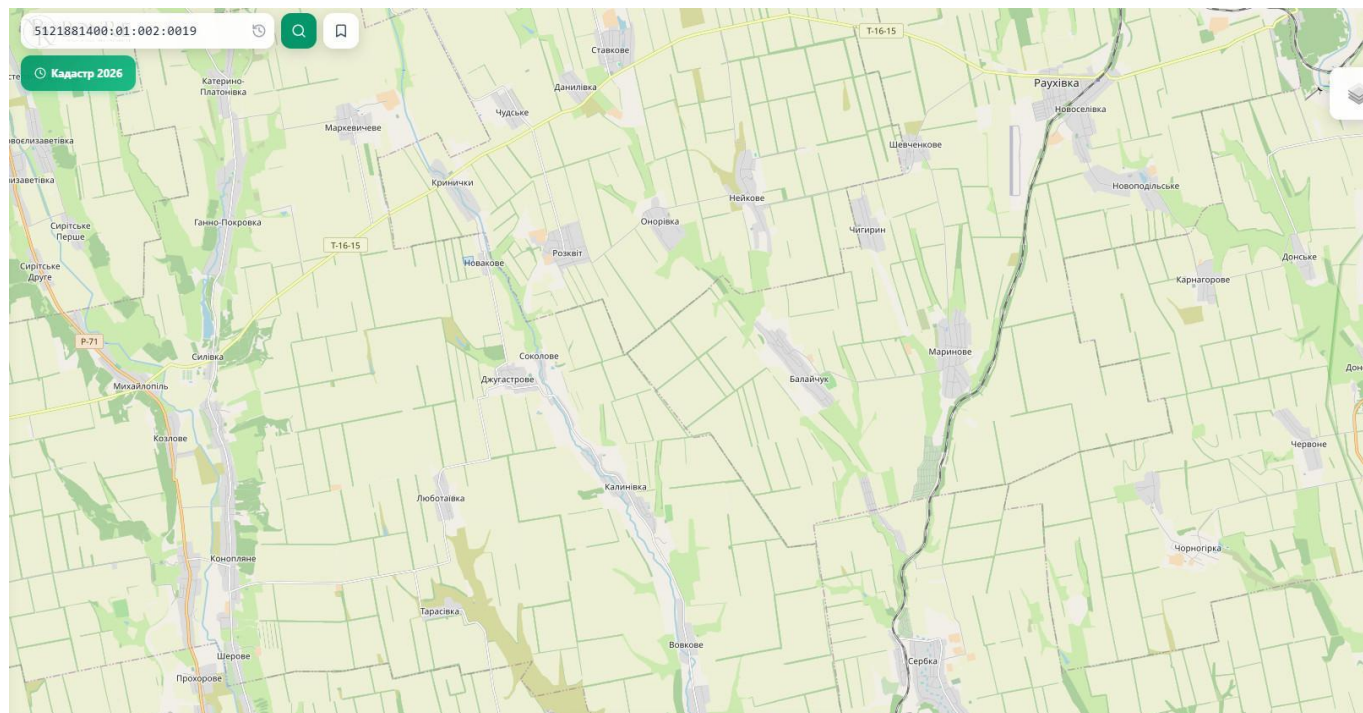 5121881400:01:002:0019
Кадастр 2026
Т-16-15
Ставкове
Раухівка
Катерино-
Платонівка
Данилівка
Чудське
Новоселівка
Маркевичеве
Шевченкове
Кринички
Новоподільське
Нейкове
Сирітське
Перше
Ганно-Покровка
Онорівка
Чигирин
Т-16-15
Розквіт
Новакове
Донське
Сирітське
Друге
Карнагорове
Р-71
Силівка
Соколове
Маринове
Джугастрове
Балайчук
Михайлопіль
Козлове
Червоне
Калинівка
Люботаївка
Чорногірка
Конопляне
Тарасівка
Вовкове
Шерове
Сербка
Прохорове